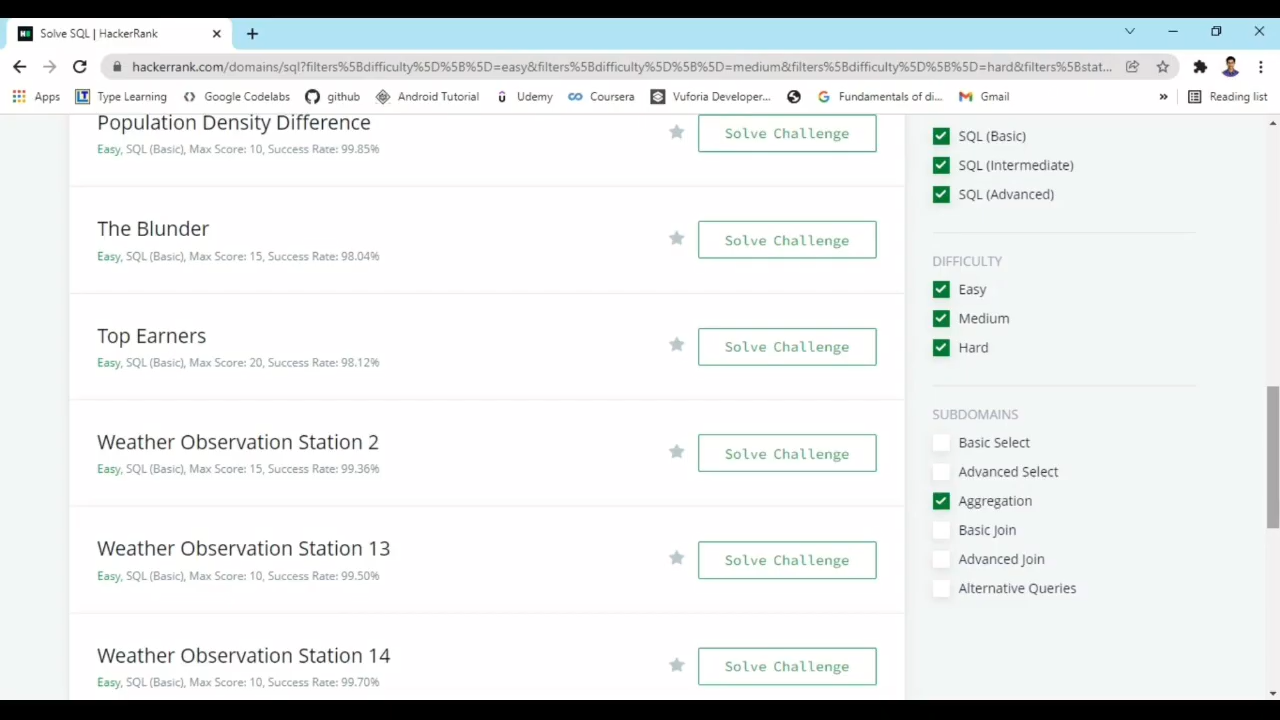 Solve SQL | HackerRank
hackerrank.com/domains/sql?filters%5Bdifficulty%5D%5B%5D=easy&filters%5Bdifficulty%5D%5B%5D=medium&filters%5Bdifficulty%5D%5B%5D=hard&filters%5Bstat...
Apps LT Type Learning Google Codelabs github Android Tutorial Udemy Coursera Vuforia Developer... Fundamentals of di... Gmail » Reading list
Population Density Difference
Easy, SQL (Basic), Max Score: 10, Success Rate: 99.85%
Solve Challenge
The Blunder
Easy, SQL (Basic), Max Score: 15, Success Rate: 98.04%
Solve Challenge
Top Earners
Easy, SQL (Basic), Max Score: 20, Success Rate: 98.12%
Solve Challenge
Weather Observation Station 2
Easy, SQL (Basic), Max Score: 15, Success Rate: 99.36%
Solve Challenge
Weather Observation Station 13
Easy, SQL (Basic), Max Score: 10, Success Rate: 99.50%
Solve Challenge
Weather Observation Station 14
Easy, SQL (Basic), Max Score: 10, Success Rate: 99.70%
Solve Challenge
SQL (Basic)
SQL (Intermediate)
SQL (Advanced)
DIFFICULTY
Easy
Medium
Hard
SUBDOMAINS
Basic Select
Advanced Select
Aggregation
Basic Join
Advanced Join
Alternative Queries